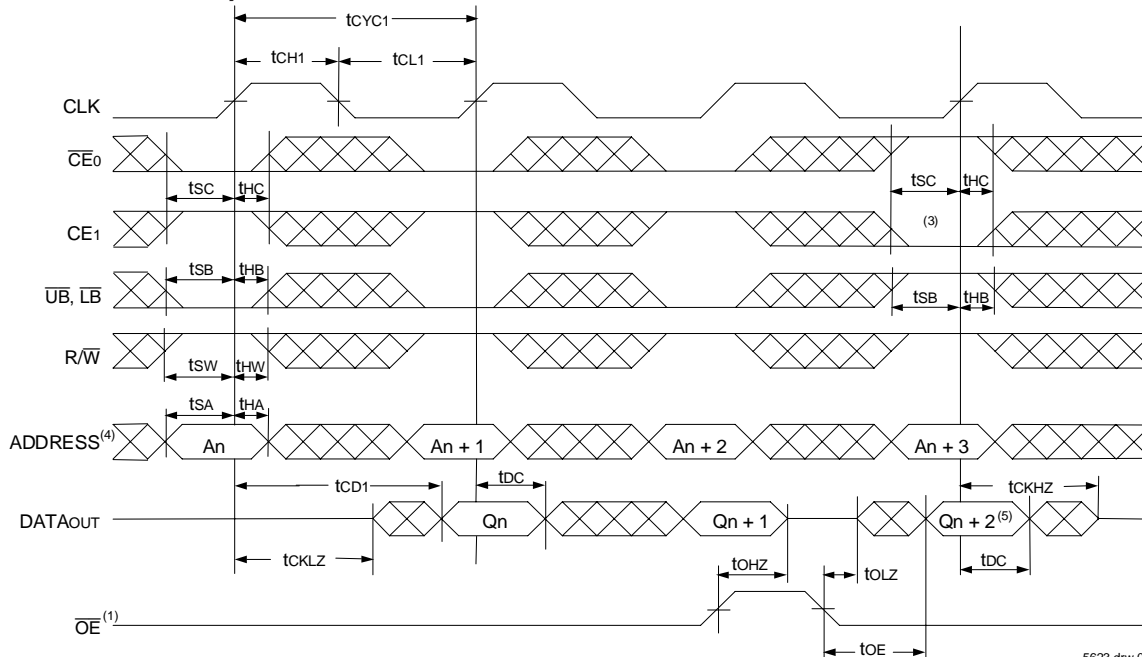 tCYC1
tCH1 tCL1
CLK
CE0
tSC tHC tSC tHC
CE1 (3)
tSB tHB
UB, LB tSB tHB
R/W
tSW tHW
tSA tHA
ADDRESS(4) An An + 1 An + 2 An + 3
tCD1 tDC tCKHZ
DATAOUT Qn Qn + 1 Qn + 2(5)
tCKLZ tOHZ tOLZ tDC
OE(1)
tOE